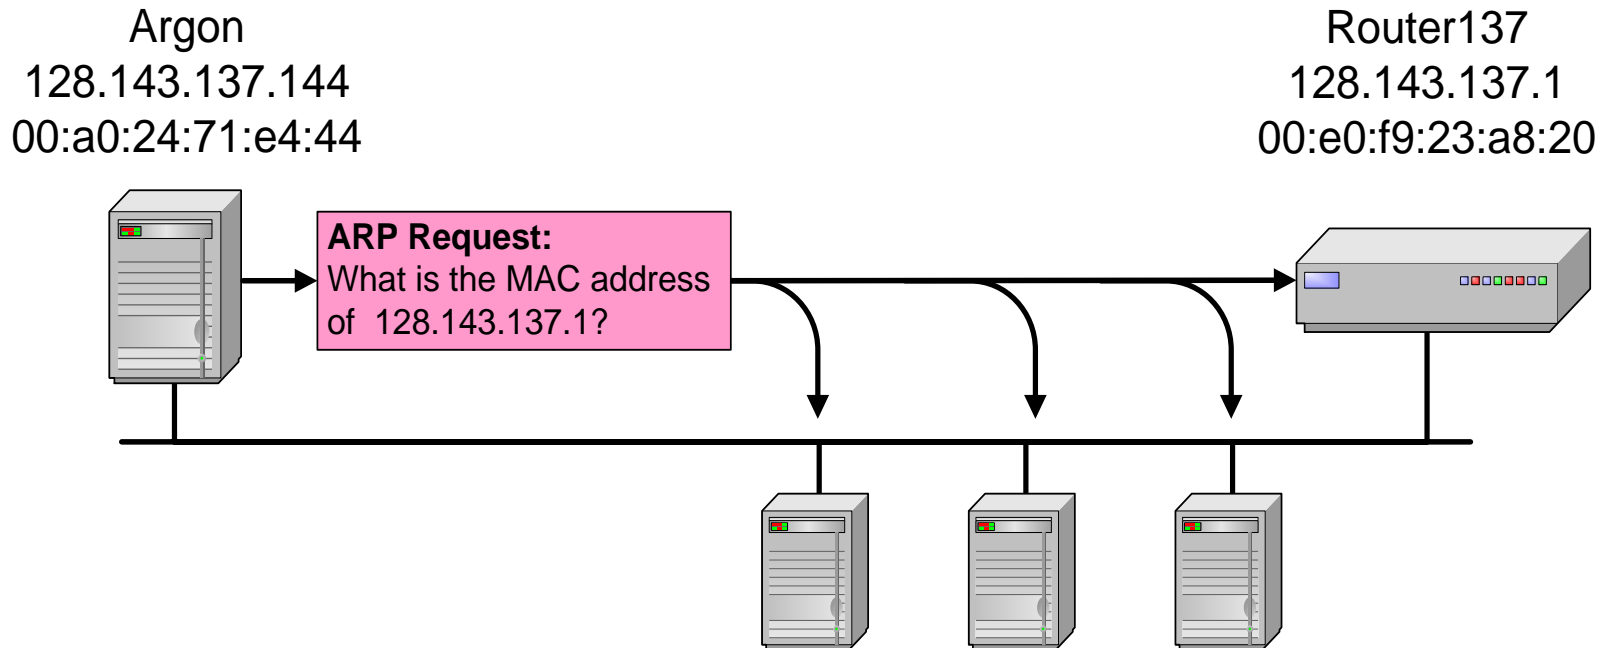 Argon
128.143.137.144
00:a0:24:71:e4:44
Router137
128.143.137.1
00:e0:f9:23:a8:20
ARP Request:
What is the MAC address
of 128.143.137.1?